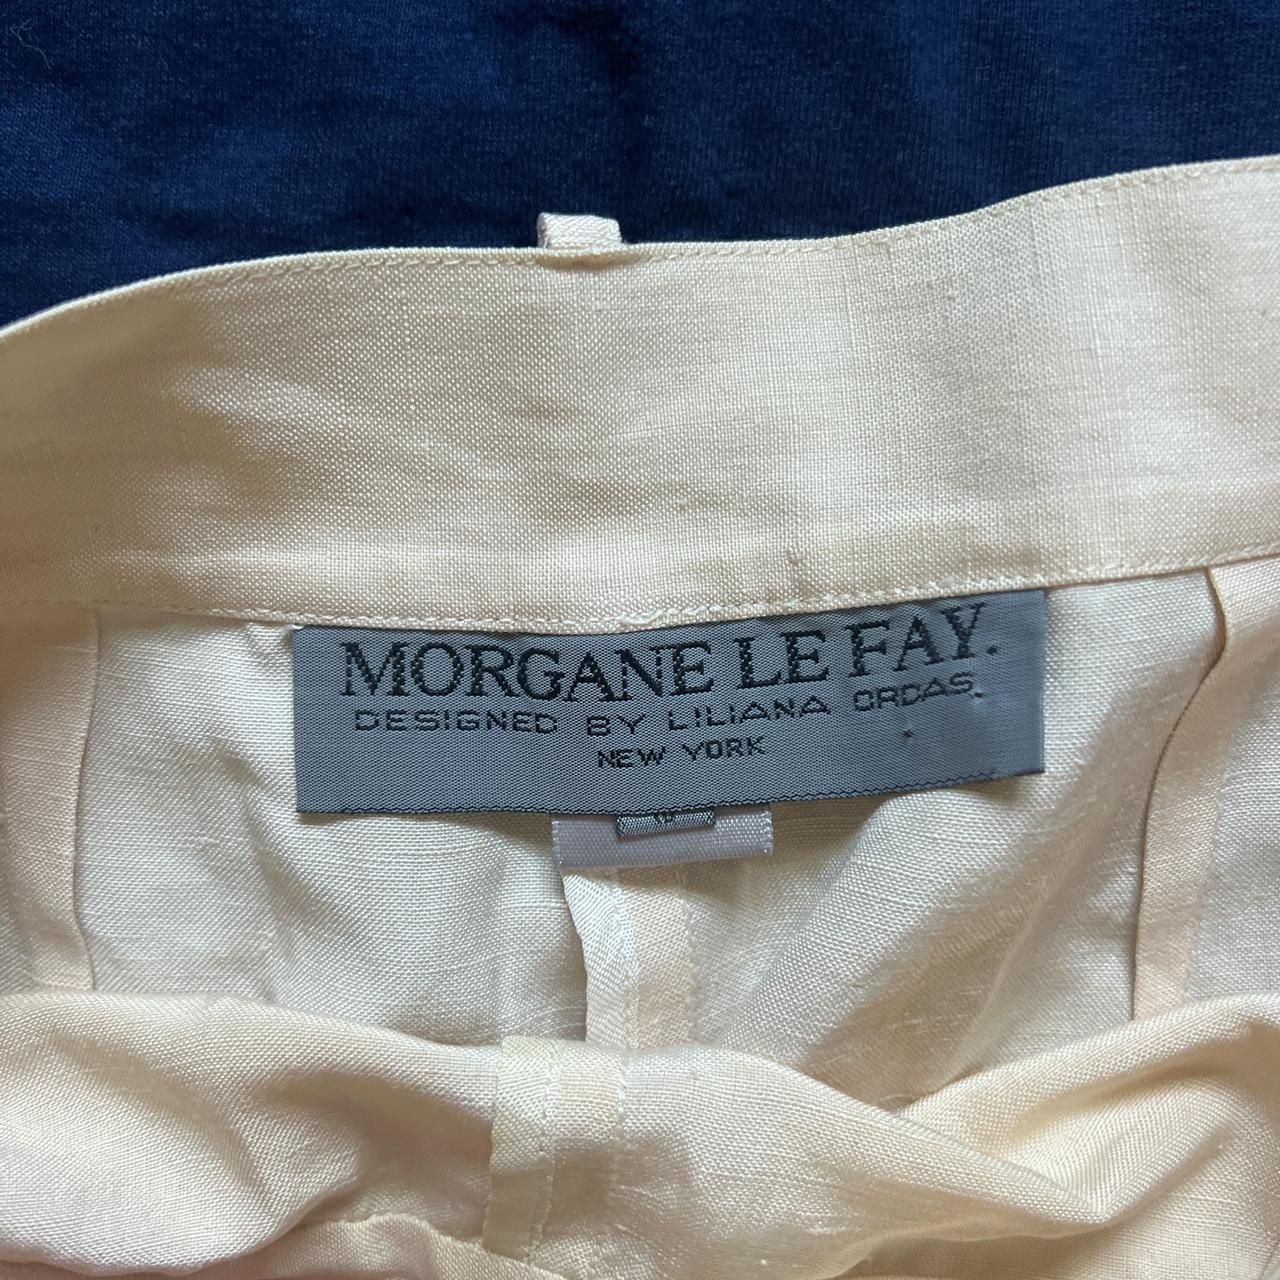 MORGANE LE FAY.
DESIGNED BY LILIANA ORDAS.
NEW YORK